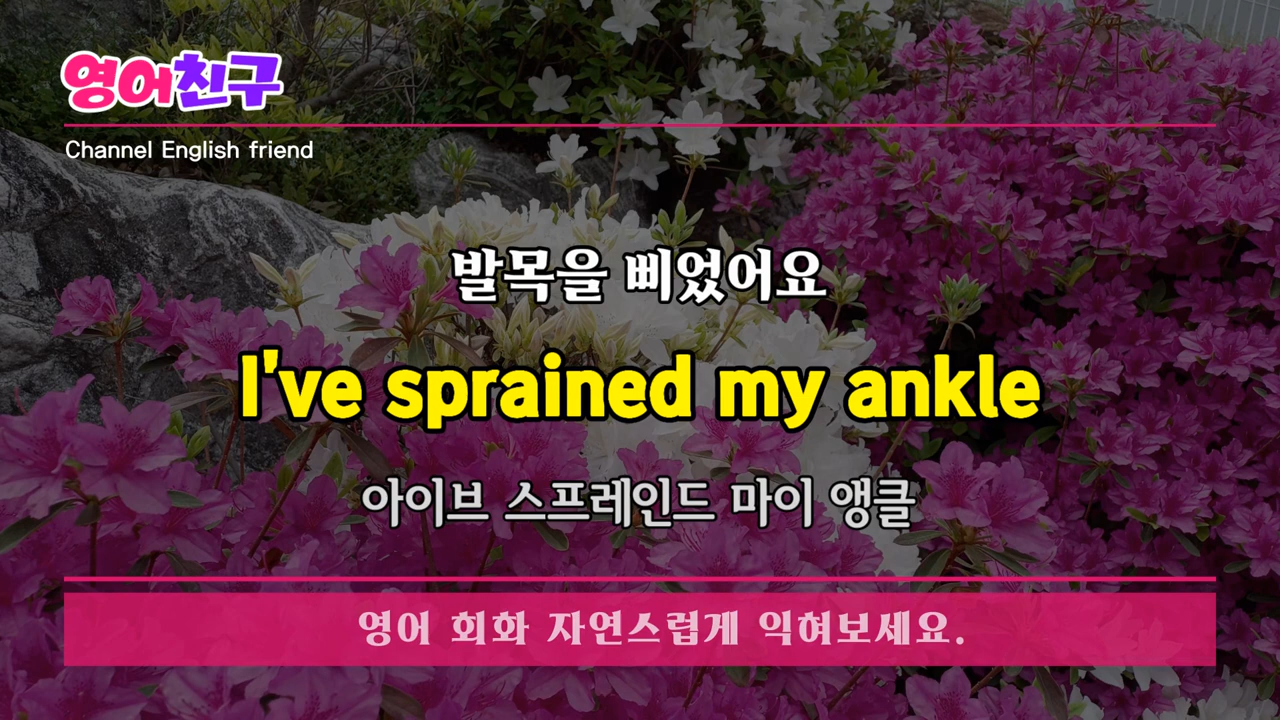 영어친구
Channel English friend
발목을 삐었어요
I've sprained my ankle
아이브 스프레인드 마이 앵클
영어 회화 자연스럽게 익혀보세요.